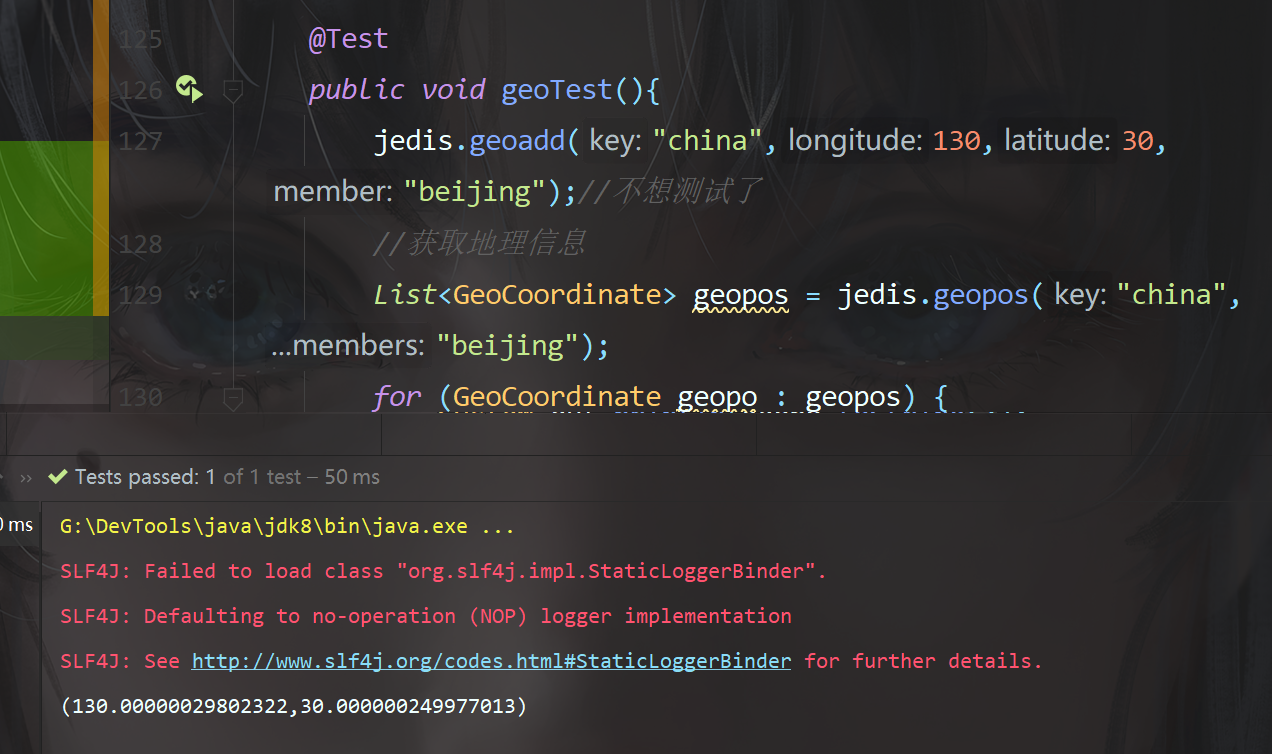 125 @Test
126 public void geoTest(){
127 jedis.geoadd( key: "china", longitude: 130, latitude: 30,
member: "beijing");//不想测试了
128 //获取地理信息
129 List<GeoCoordinate> geopos = jedis.geopos( key: "china",
...members: "beijing");
130 for (GeoCoordinate geopo : geopos) {
» Tests passed: 1 of 1 test – 50 ms
0 ms G:\DevTools\java\jdk8\bin\java.exe ...
SLF4J: Failed to load class "org.slf4j.impl.StaticLoggerBinder".
SLF4J: Defaulting to no-operation (NOP) logger implementation
SLF4J: See http://www.slf4j.org/codes.html#StaticLoggerBinder for further details.
(130.00000029802322,30.000000249977013)